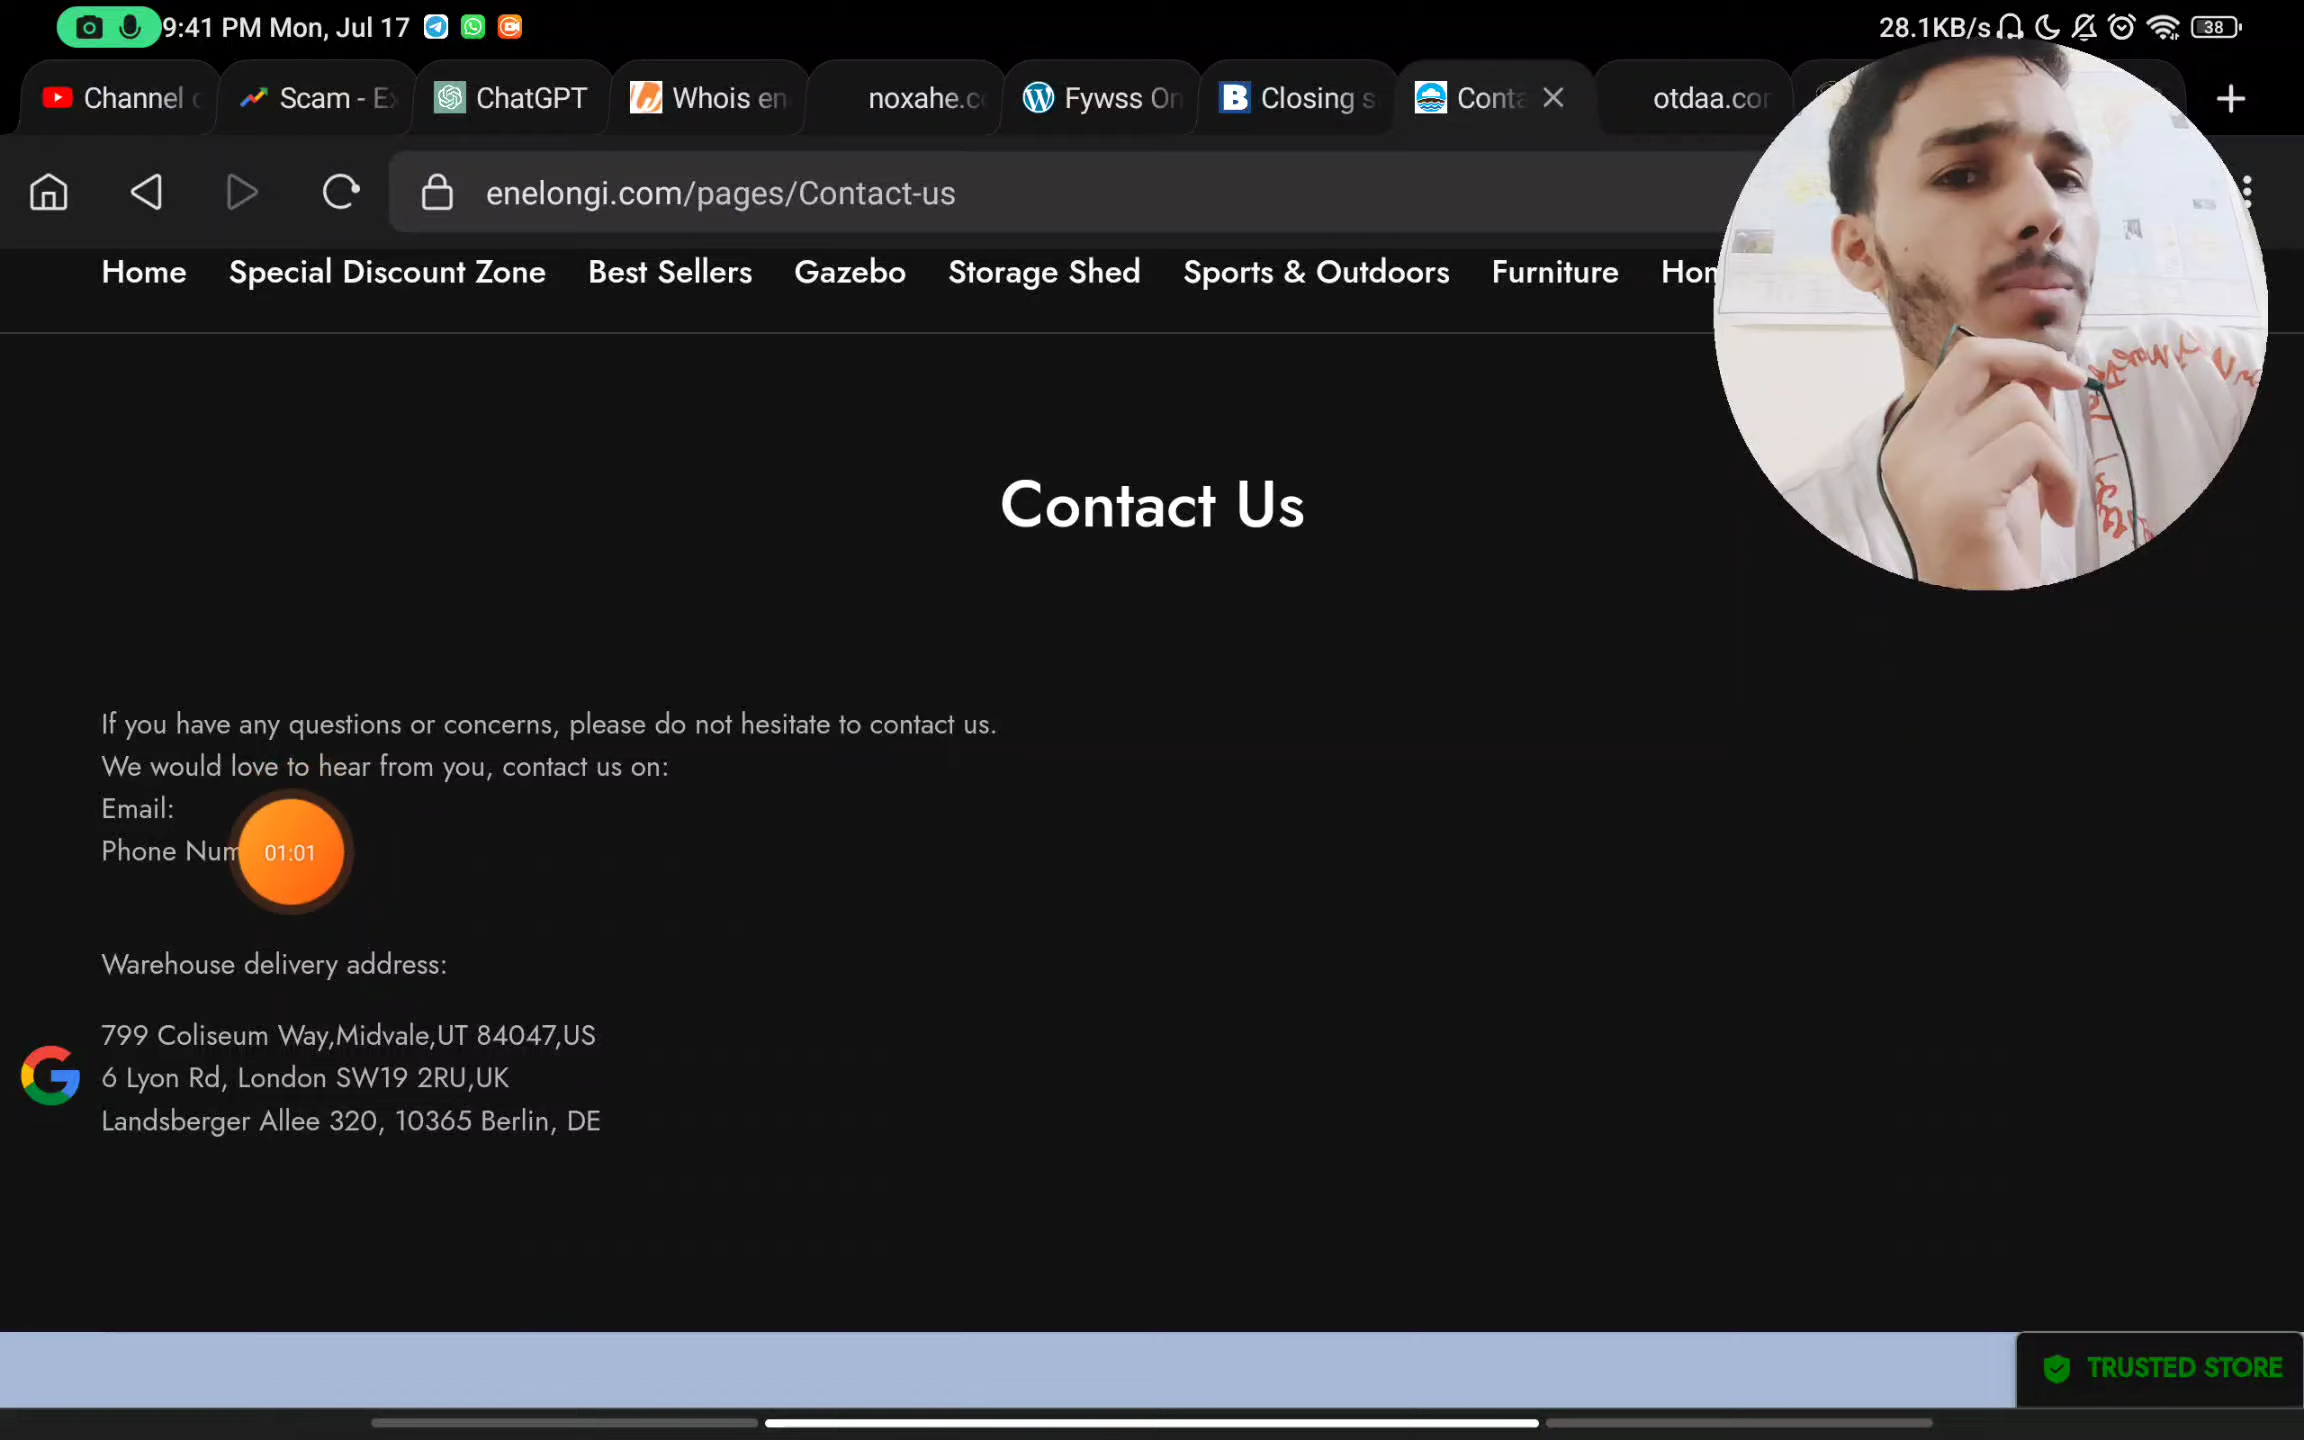 9:41 PM Mon, Jul 17
28.1KB/s
38
Channel
Scam - Ex
ChatGPT
Whois en
noxahe.c
Fywss On
Closing s
Conta
otdaa.com
enelongi.com/pages/Contact-us
Home
Special Discount Zone
Best Sellers
Gazebo
Storage Shed
Sports & Outdoors
Furniture
Hom
Contact Us
If you have any questions or concerns, please do not hesitate to contact us.
We would love to hear from you, contact us on:
Email:
Phone Num
01:01
Warehouse delivery address:
799 Coliseum Way,Midvale,UT 84047,US
6 Lyon Rd, London SW19 2RU,UK
Landsberger Allee 320, 10365 Berlin, DE
TRUSTED STORE